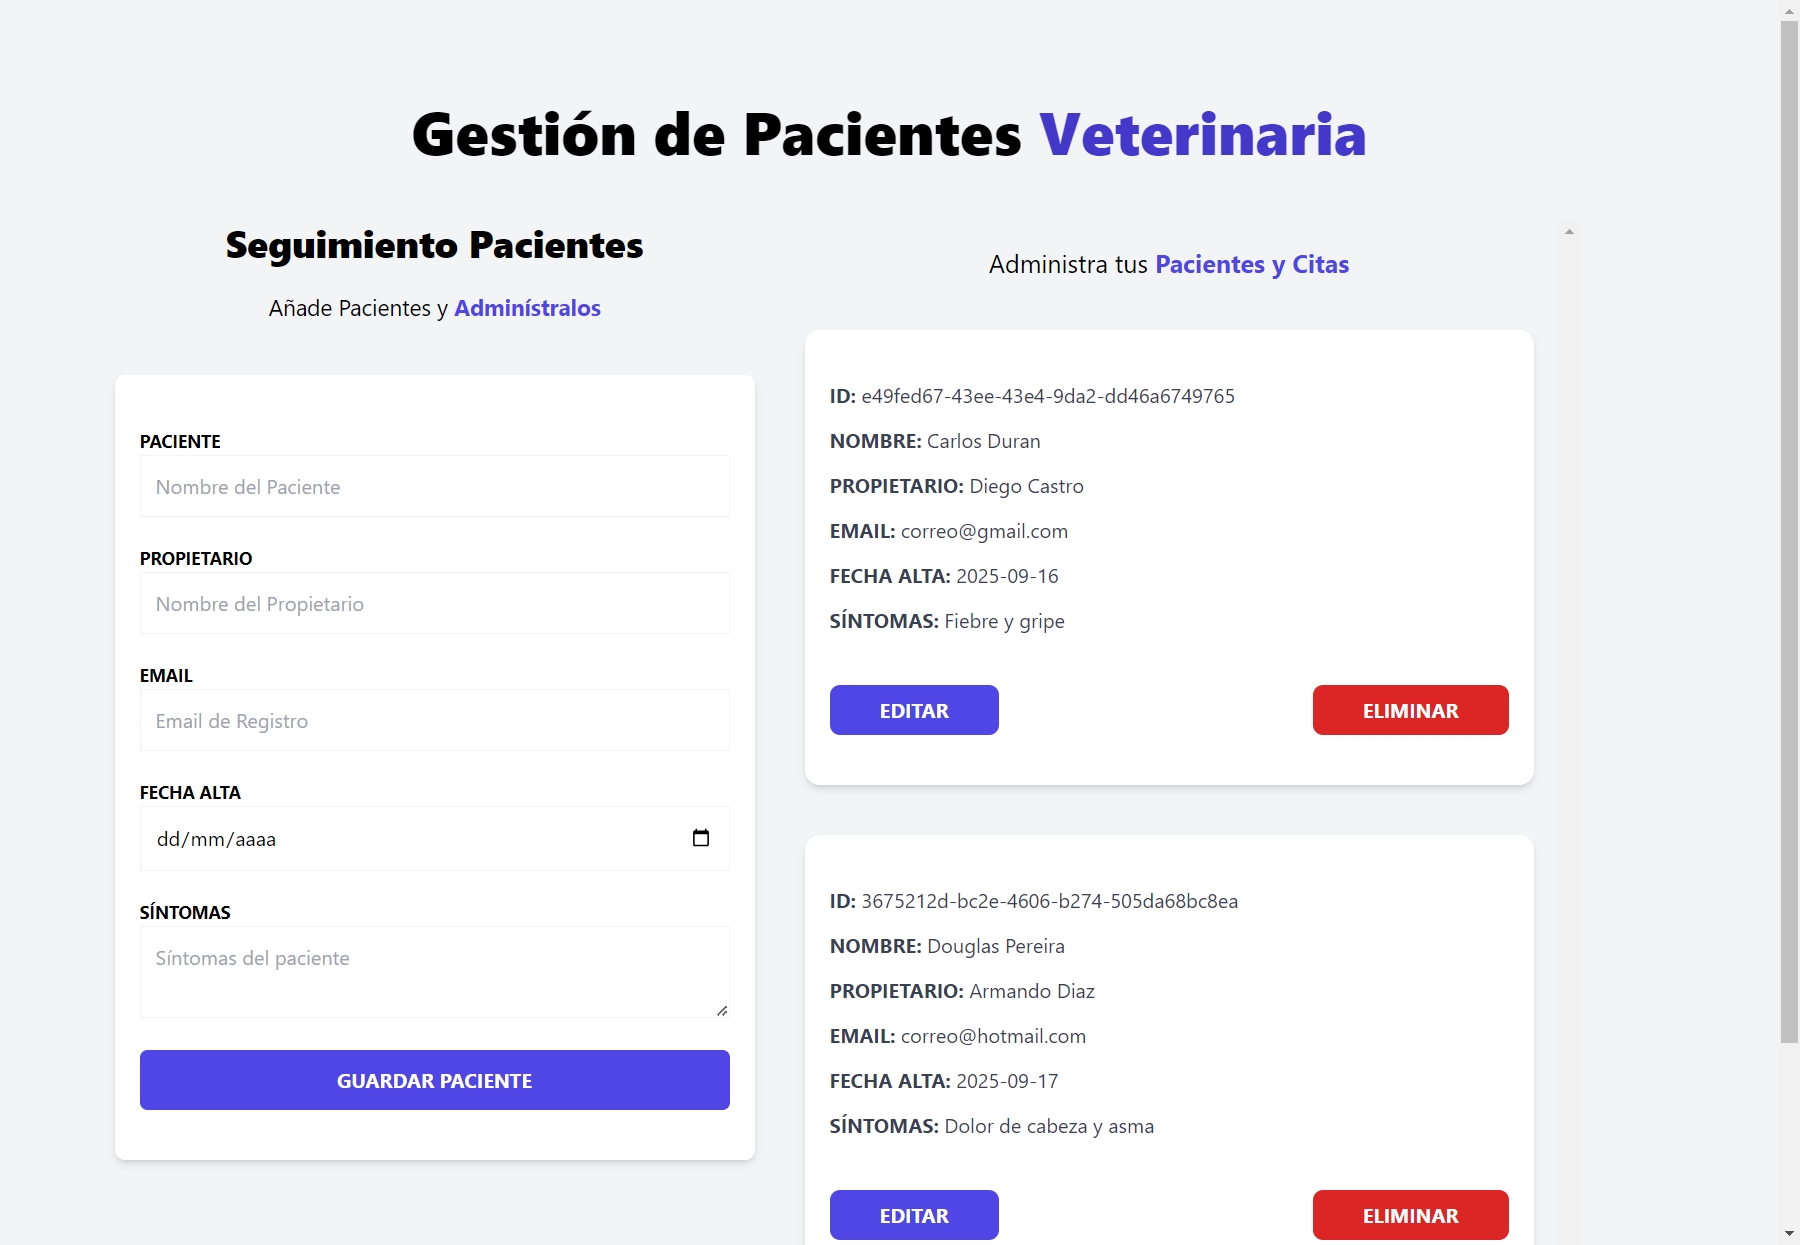 Gestión de Pacientes Veterinaria
Seguimiento Pacientes
Añade Pacientes y Adminístralos
PACIENTE
Nombre del Paciente
PROPIETARIO
Nombre del Propietario
EMAIL
Email de Registro
FECHA ALTA
dd/mm/aaaa
SÍNTOMAS
Síntomas del paciente
GUARDAR PACIENTE
Administra tus Pacientes y Citas
ID: e49fed67-43ee-43e4-9da2-dd46a6749765
NOMBRE: Carlos Duran
PROPIETARIO: Diego Castro
EMAIL: correo@gmail.com
FECHA ALTA: 2025-09-16
SÍNTOMAS: Fiebre y gripe
EDITAR
ELIMINAR
ID: 3675212d-bc2e-4606-b274-505da68bc8ea
NOMBRE: Douglas Pereira
PROPIETARIO: Armando Diaz
EMAIL: correo@hotmail.com
FECHA ALTA: 2025-09-17
SÍNTOMAS: Dolor de cabeza y asma
EDITAR
ELIMINAR